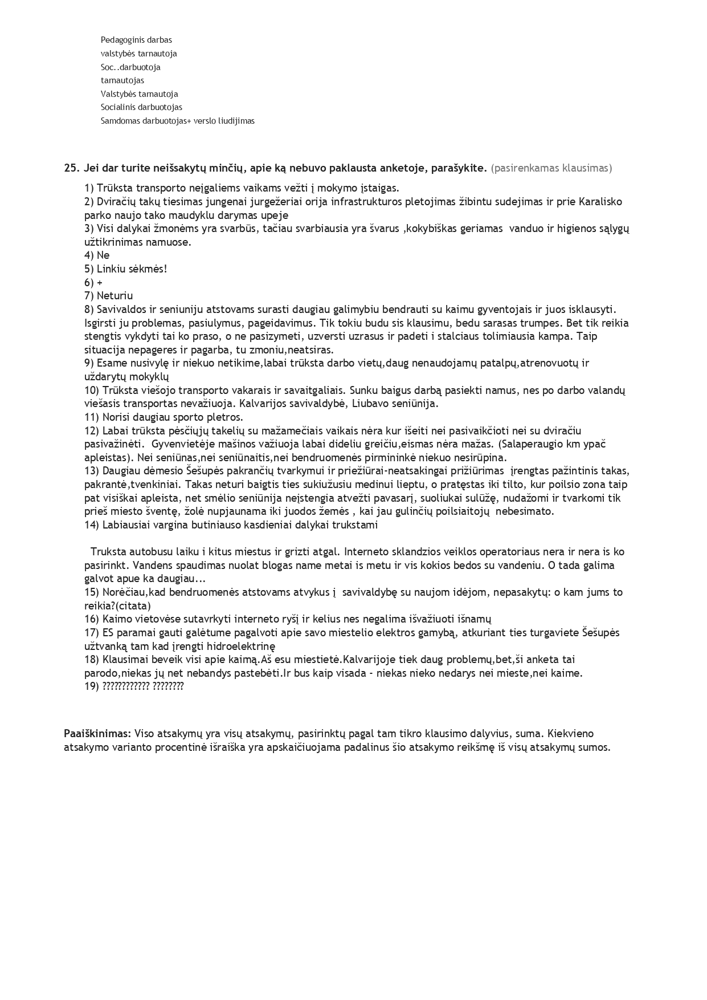 Pedagoginis darbas
valstybės tarnautoja
Soc..darbuotoja
tarnautojas
Valstybės tarnautoja
Socialinis darbuotojas
Samdomas darbuotojas+ verslo liudijimas
25. Jei dar turite neišsakytų minčių, apie ką nebuvo paklausta anketoje, parašykite. (pasirenkamas klausimas)
1) Trūksta transporto neįgaliems vaikams vežti į mokymo įstaigas.
2) Dviračių takų tiesimas jungenai jurgežeriai orija infrastrukturos pletojimas žibintu sudejimas ir prie Karalisko
parko naujo tako maudyklu darymas upeje
3) Visi dalykai žmonėms yra svarbūs, tačiau svarbiausia yra švarus ,kokybiškas geriamas  vanduo ir higienos sąlygų
užtikrinimas namuose.
4) Ne
5) Linkiu sėkmės!
6) +
7) Neturiu
8) Savivaldos ir seniuniju atstovams surasti daugiau galimybiu bendrauti su kaimu gyventojais ir juos isklausyti.
Isgirsti ju problemas, pasiulymus, pageidavimus. Tik tokiu budu sis klausimu, bedu sarasas trumpes. Bet tik reikia
stengtis vykdyti tai ko praso, o ne pasizymeti, uzversti uzrasus ir padeti i stalciaus tolimiausia kampa. Taip
situacija nepageres ir pagarba, tu zmoniu,neatsiras.
9) Esame nusivylę ir niekuo netikime,labai trūksta darbo vietų,daug nenaudojamų patalpų,atrenovuotų ir
uždarytų mokyklų
10) Trūksta viešojo transporto vakarais ir savaitgaliais. Sunku baigus darbą pasiekti namus, nes po darbo valandų
viešasis transportas nevažiuoja. Kalvarijos savivaldybė, Liubavo seniūnija.
11) Norisi daugiau sporto pletros.
12) Labai trūksta pėsčiųjų takelių su mažamečiais vaikais nėra kur išeiti nei pasivaikčioti nei su dviračiu
pasivažinėti.  Gyvenvietėje mašinos važiuoja labai dideliu greičiu,eismas nėra mažas. (Salaperaugio km ypač
apleistas). Nei seniūnas,nei seniūnaitis,nei bendruomenės pirmininkė niekuo nesirūpina.
13) Daugiau dėmesio Šešupės pakrančių tvarkymui ir priežiūrai-neatsakingai prižiūrimas  įrengtas pažintinis takas,
pakrantė,tvenkiniai. Takas neturi baigtis ties sukiužusiu medinui lieptu, o pratęstas iki tilto, kur poilsio zona taip
pat visiškai apleista, net smėlio seniūnija neįstengia atvežti pavasarį, suoliukai sulūžę, nudažomi ir tvarkomi tik
prieš miesto šventę, žolė nupjaunama iki juodos žemės , kai jau gulinčių poilsiaitojų  nebesimato.
14) Labiausiai vargina butiniauso kasdieniai dalykai trukstami
Truksta autobusu laiku i kitus miestus ir grizti atgal. Interneto sklandzios veiklos operatoriaus nera ir nera is ko
pasirinkt. Vandens spaudimas nuolat blogas name metai is metu ir vis kokios bedos su vandeniu. O tada galima
galvot apue ka daugiau...
15) Norėčiau,kad bendruomenės atstovams atvykus į  savivaldybę su naujom idėjom, nepasakytų: o kam jums to
reikia?(citata)
16) Kaimo vietovėse sutavrkyti interneto ryšį ir kelius nes negalima išvažiuoti išnamų
17) ES paramai gauti galėtume pagalvoti apie savo miestelio elektros gamybą, atkuriant ties turgaviete Šešupės
užtvanką tam kad įrengti hidroelektrinę
18) Klausimai beveik visi apie kaimą.Aš esu miestietė.Kalvarijoje tiek daug problemų,bet,ši anketa tai
parodo,niekas jų net nebandys pastebėti.Ir bus kaip visada - niekas nieko nedarys nei mieste,nei kaime.
19) ???????????? ????????
Paaiškinimas: Viso atsakymų yra visų atsakymų, pasirinktų pagal tam tikro klausimo dalyvius, suma. Kiekvieno
atsakymo varianto procentinė išraiška yra apskaičiuojama padalinus šio atsakymo reikšmę iš visų atsakymų sumos.